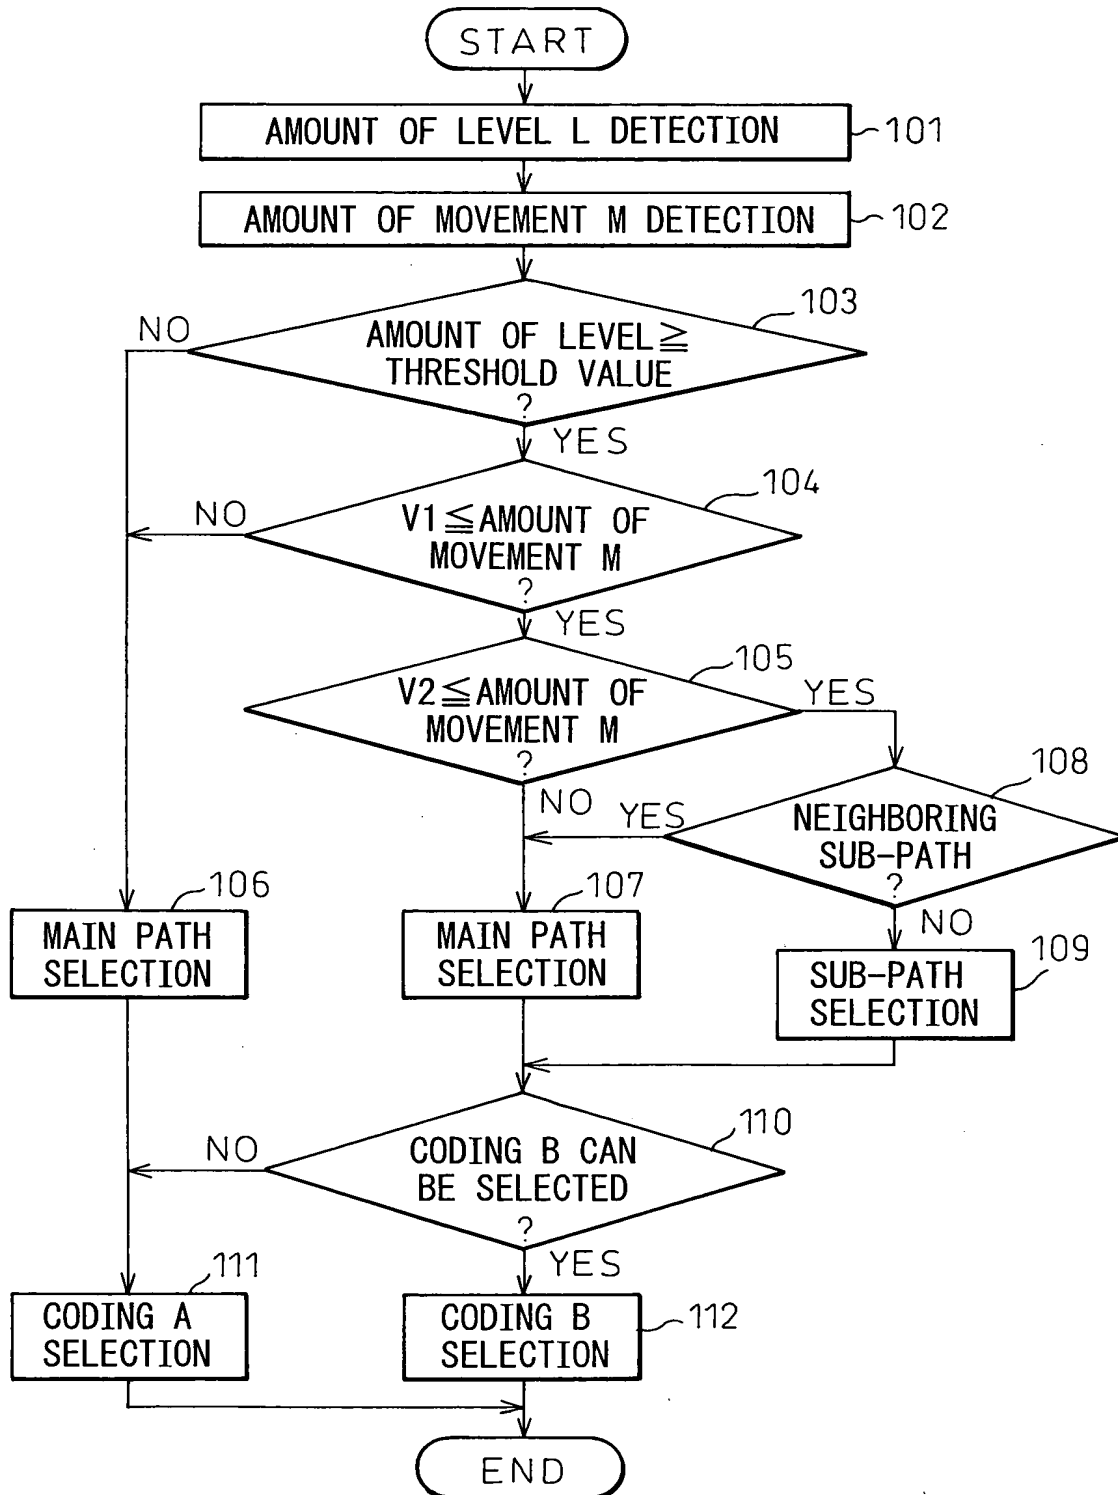 START
AMOUNT OF LEVEL L DETECTION
101
AMOUNT OF MOVEMENT M DETECTION
102
103
NO
AMOUNT OF LEVEL≧
THRESHOLD VALUE
?
YES
104
NO
V1≦AMOUNT OF
MOVEMENT M
?
YES
105
V2≦AMOUNT OF
MOVEMENT M
?
YES
NO
108
YES
NEIGHBORING
SUB-PATH
?
NO
106
MAIN PATH
SELECTION
107
MAIN PATH
SELECTION
109
SUB-PATH
SELECTION
110
NO
CODING B CAN
BE SELECTED
?
YES
111
CODING A
SELECTION
CODING B
SELECTION
112
END